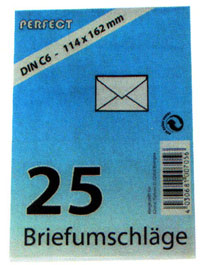 PERFECT
DIN C6 - 114 x 162 mm
25
Briefumschläge